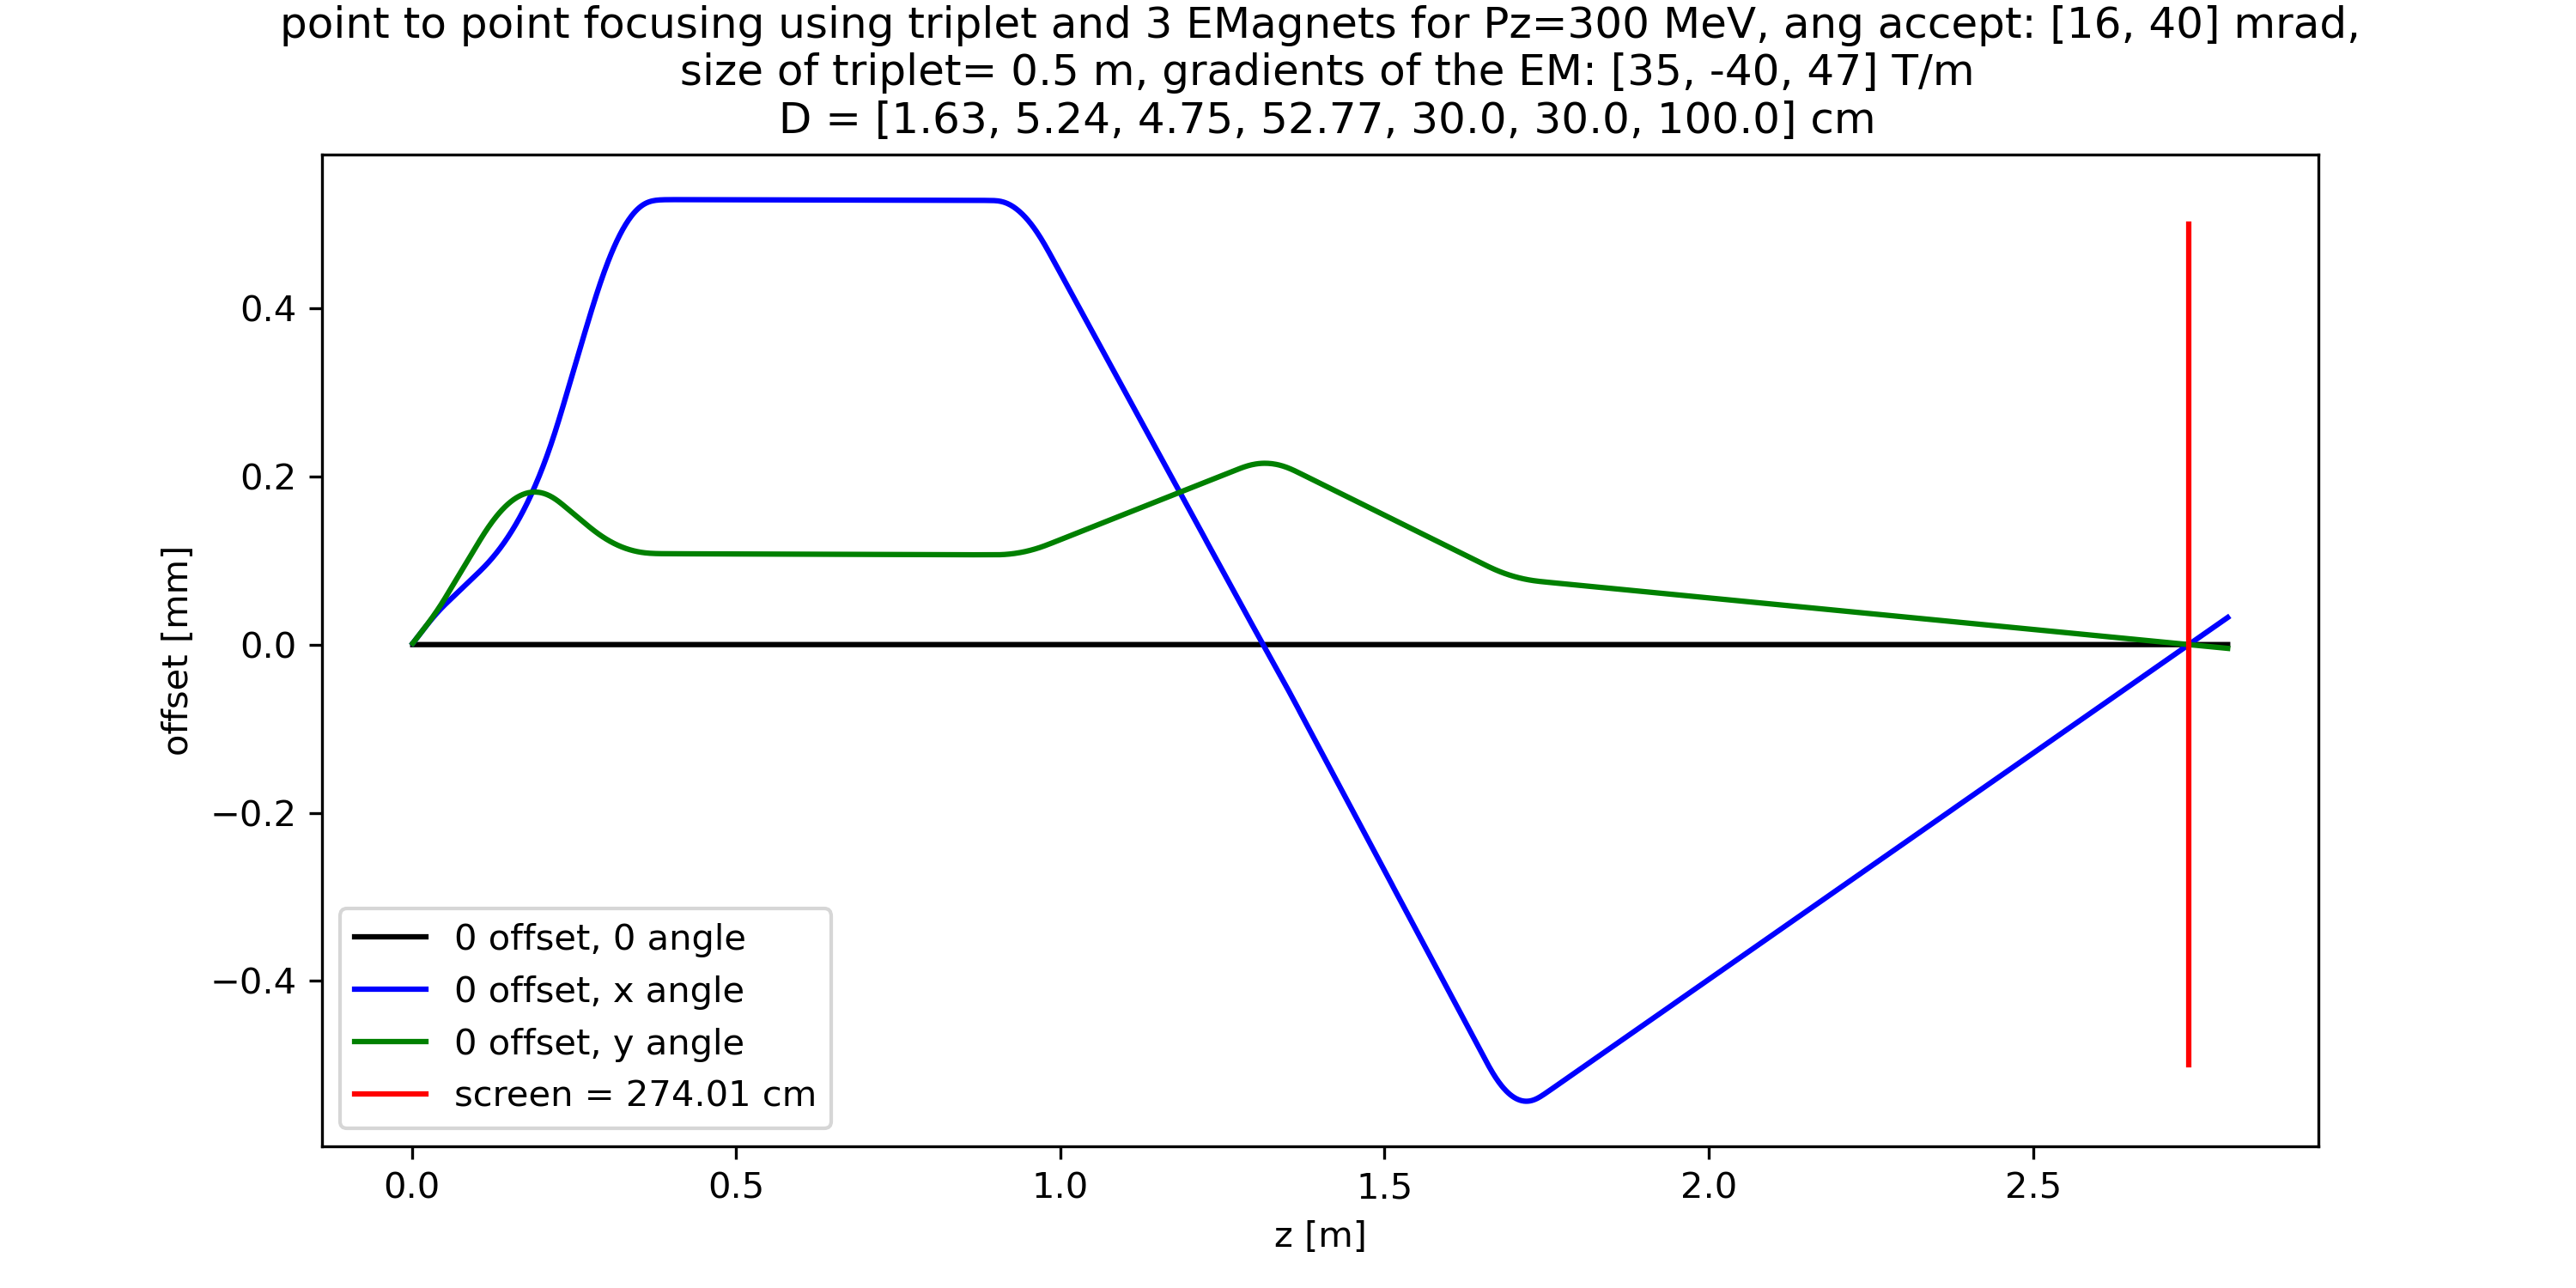 point to point focusing using triplet and 3 EMagnets for Pz=300 MeV, ang accept: [16, 40] mrad,
size of triplet= 0.5 m, gradients of the EM: [35, -40, 47] T/m
D = [1.63, 5.24, 4.75, 52.77, 30.0, 30.0, 100.0] cm
offset [mm]
0.4
0.2
0.0
−0.2
−0.4
0 offset, 0 angle
0 offset, x angle
0 offset, y angle
screen = 274.01 cm
0.0
0.5
1.0
1.5
2.0
2.5
z [m]